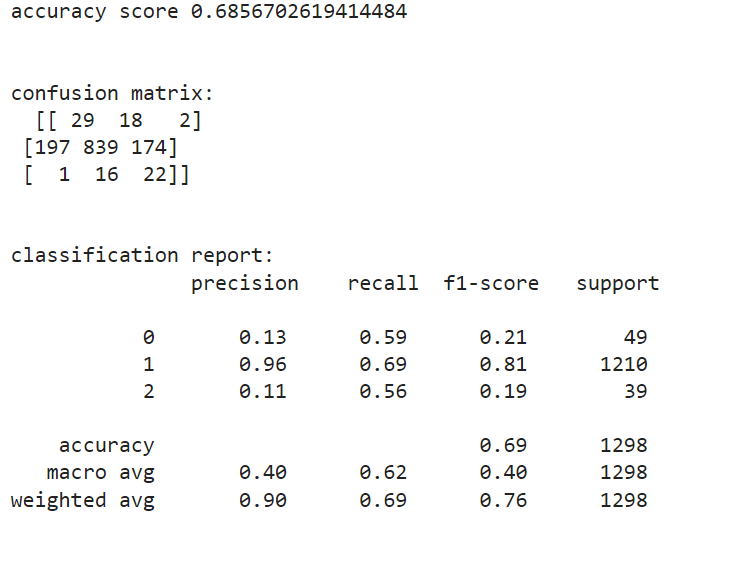 accuracy score 0.6856702619414484
confusion matrix:
[[ 29 18 2]
[197 839 174]
[ 1 16 22]]
classification report:
precision recall f1-score support
0 0.13 0.59 0.21 49
1 0.96 0.69 0.81 1210
2 0.11 0.56 0.19 39
accuracy 0.69 1298
macro avg 0.40 0.62 0.40 1298
weighted avg 0.90 0.69 0.76 1298